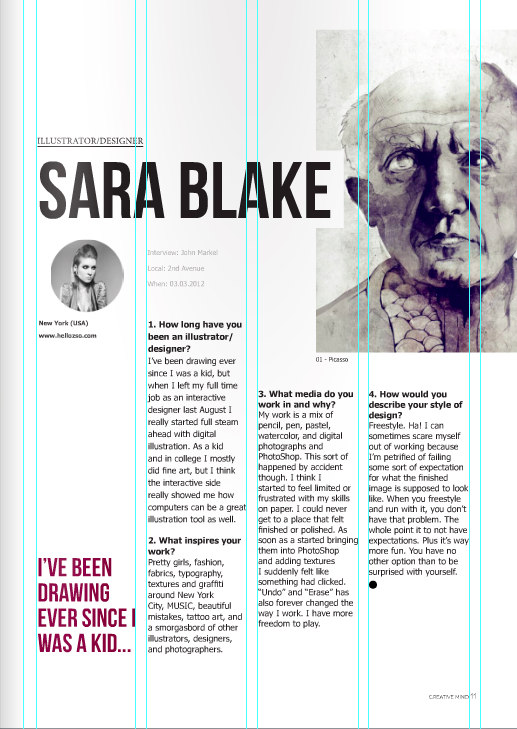 ILLUSTRATOR/DESIGNER
SARA BLAKE
Interview: John Markel
Local: 2nd Avenue
When: 03.03.2012
New York (USA)
www.hellozso.com
01 - Picasso
1. How long have you
been an illustrator/
designer?
I've been drawing ever
since I was a kid, but
when I left my full time
job as an interactive
designer last August I
really started full steam
ahead with digital
illustration. As a kid
and in college I mostly
did fine art, but I think
the interactive side
really showed me how
computers can be a great
illustration tool as well.
2. What inspires your
work?
Pretty girls, fashion,
fabrics, typography,
textures and graffiti
around New York
City, MUSIC, beautiful
mistakes, tattoo art, and
a smorgasbord of other
illustrators, designers,
and photographers.
3. What media do you
work in and why?
My work is a mix of
pencil, pen, pastel,
watercolor, and digital
photographs and
PhotoShop. This sort of
happened by accident
though. I think I
started to feel limited or
frustrated with my skills
on paper. I could never
get to a place that felt
finished or polished. As
soon as a started bringing
them into PhotoShop
and adding textures
I suddenly felt like
something had clicked.
“Undo” and “Erase” has
also forever changed the
way I work. I have more
freedom to play.
4. How would you
describe your style of
design?
Freestyle. Ha! I can
sometimes scare myself
out of working because
I'm petrified of failing
some sort of expectation
for what the finished
image is supposed to look
like. When you freestyle
and run with it, you don't
have that problem. The
whole point it to not have
expectations. Plus it's way
more fun. You have no
other option than to be
surprised with yourself.
I'VE BEEN
DRAWING
EVER SINCE I
WAS A KID...
CREATIVE MIND 11